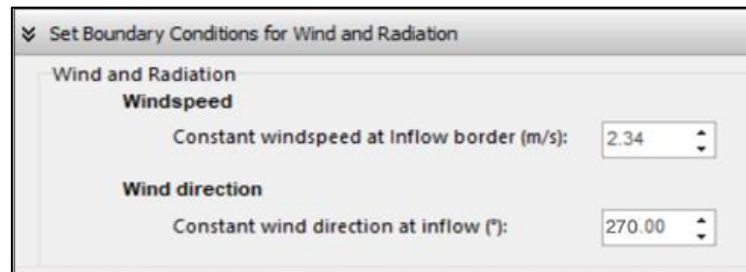 Set Boundary Conditions for Wind and Radiation
Wind and Radiation
Windspeed
Constant windspeed at Inflow border (m/s): 2.34
Wind direction
Constant wind direction at inflow (°): 270.00